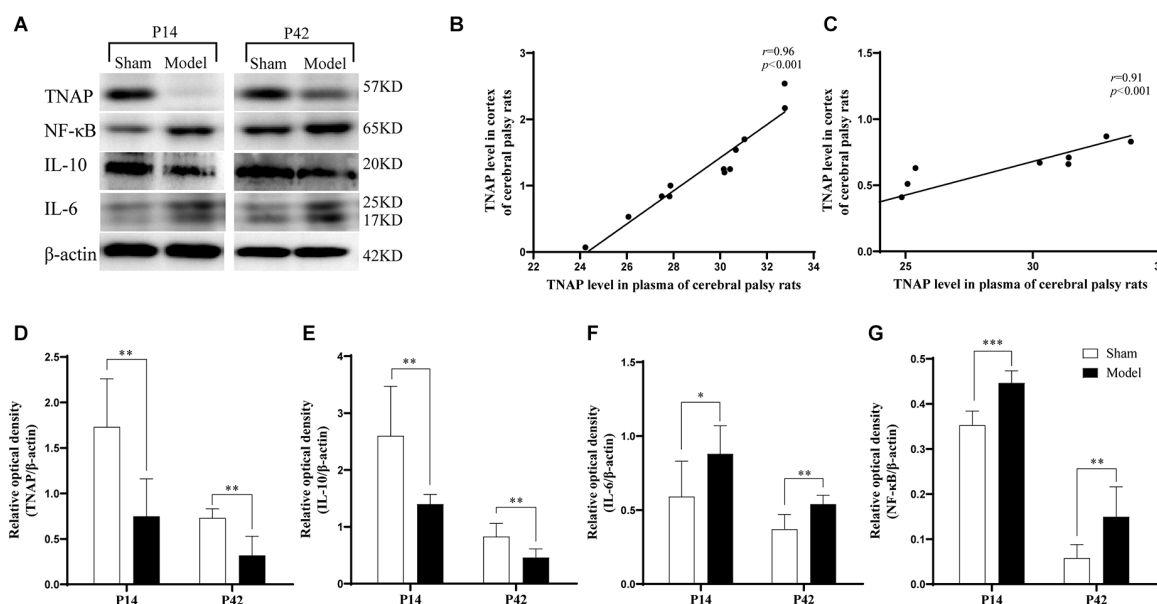 A
P14
P42
Sham Model
Sham Model
TNAP
57KD
NF-κB
65KD
IL-10
20KD
IL-6
25KD
17KD
β-actin
42KD
B
r=0.96
p<0.001
TNAP level in cortex
of cerebral palsy rats
3
2
1
0
22 24 26 28 30 32 34
TNAP level in plasma of cerebral palsy rats
C
r=0.91
p<0.001
TNAP level in cortex
of cerebral palsy rats
1.5
1.0
0.5
0.0
25 30
TNAP level in plasma of cerebral palsy rats
D
Relative optical density
(TNAP/β-actin)
2.5
2.0
1.5
1.0
0.5
0.0
**
**
P14 P42
E
Relative optical density
(IL-10/β-actin)
4
3
2
1
0
**
**
P14 P42
F
Relative optical density
(IL-6/β-actin)
1.5
1.0
0.5
0.0
*
**
P14 P42
G
Relative optical density
(NF-κB/β-actin)
0.5
0.4
0.3
0.2
0.1
0.0
***
**
P14 P42
Sham
Model